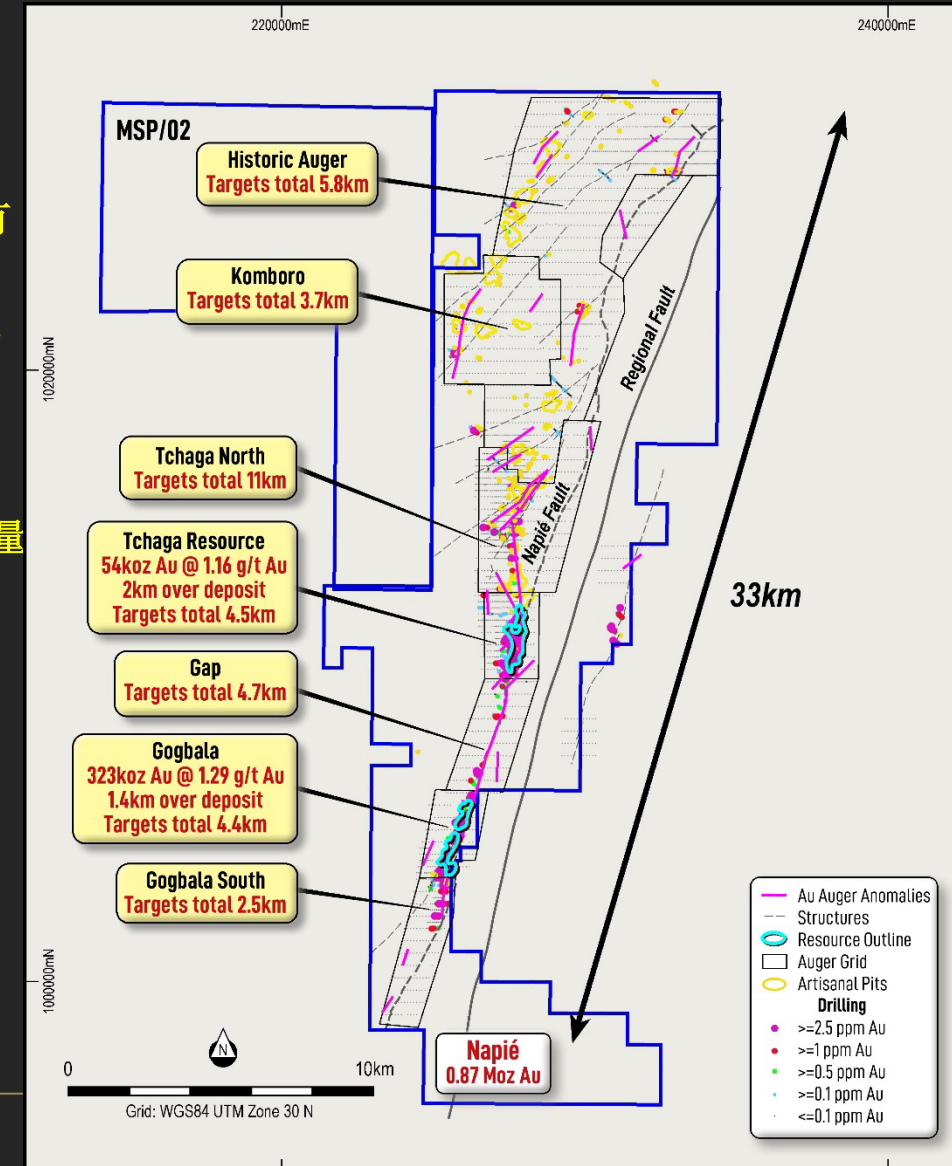 220000mE
240000mE
MSP/02
Historic Auger
Targets total 5.8km
Komboro
Targets total 3.7km
1020000mN
Regional Fault
Tchaga North
Targets total 11km
Napié Fault
量
Tchaga Resource
54koz Au @ 1.16 g/t Au
2km over deposit
Targets total 4.5km
33km
Gap
Targets total 4.7km
Gogbala
323koz Au @ 1.29 g/t Au
1.4km over deposit
Targets total 4.4km
Gogbala South
Targets total 2.5km
1000000mN
Napié
0.87 Moz Au
N
0 10km
Grid: WGS84 UTM Zone 30 N
Au Auger Anomalies
Structures
Resource Outline
Auger Grid
Artisanal Pits
Drilling
>=2.5 ppm Au
>=1 ppm Au
>=0.5 ppm Au
>=0.1 ppm Au
<=0.1 ppm Au